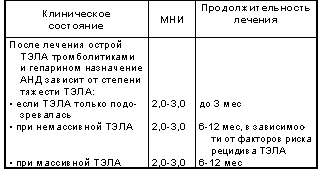 Клиническое состояние МНИ Продолжительность лечения
После лечения острой
ТЭЛА тромболитиками
и гепарином назначение
АНД зависит от степени
тяжести ТЭЛА:
• если ТЭЛА только подо- 2,0-3,0 до 3 мес
зревалась
• при немассивной ТЭЛА 2,0-3,0 6-12 мес, в зависимо-
сти от факторов риска
рецидива ТЭЛА
• при массивной ТЭЛА 2,0-3,0 6-12 мес